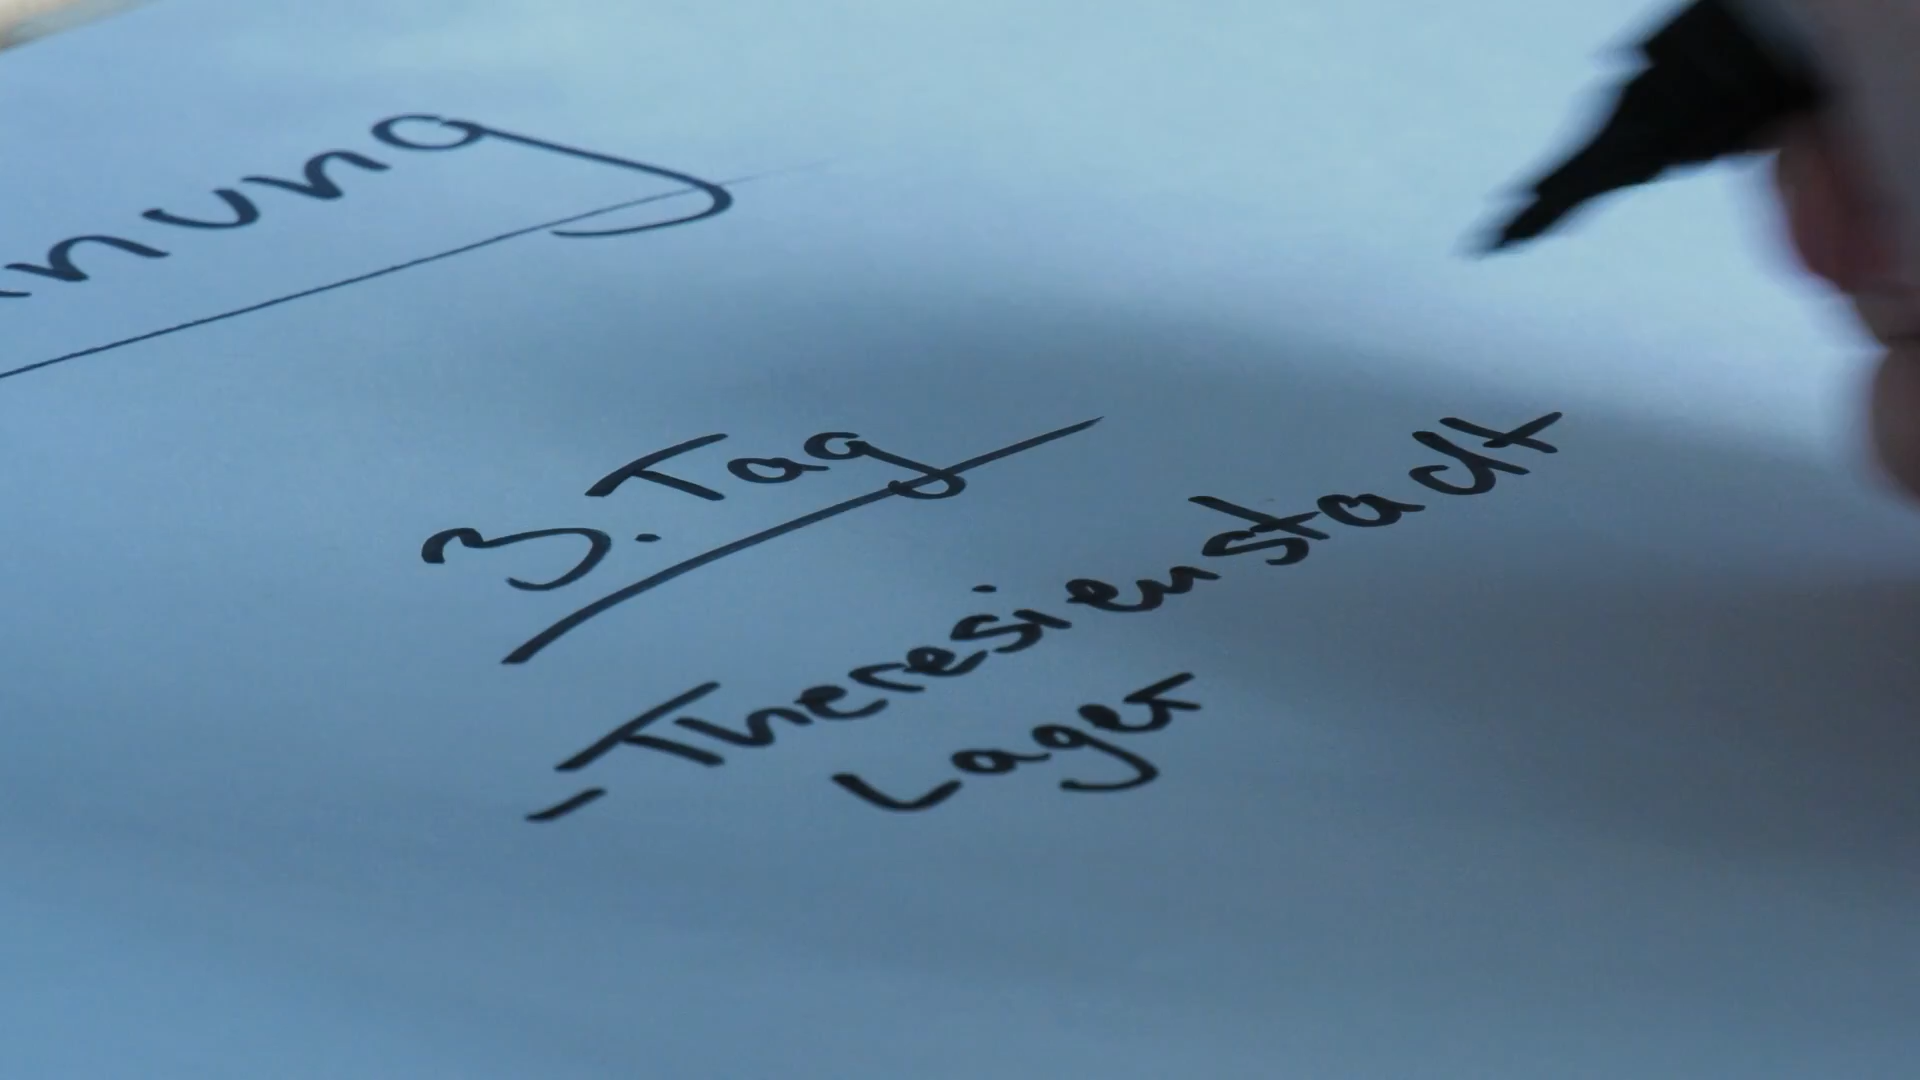 nung
3. Tag
- Theresienstadt
Lager